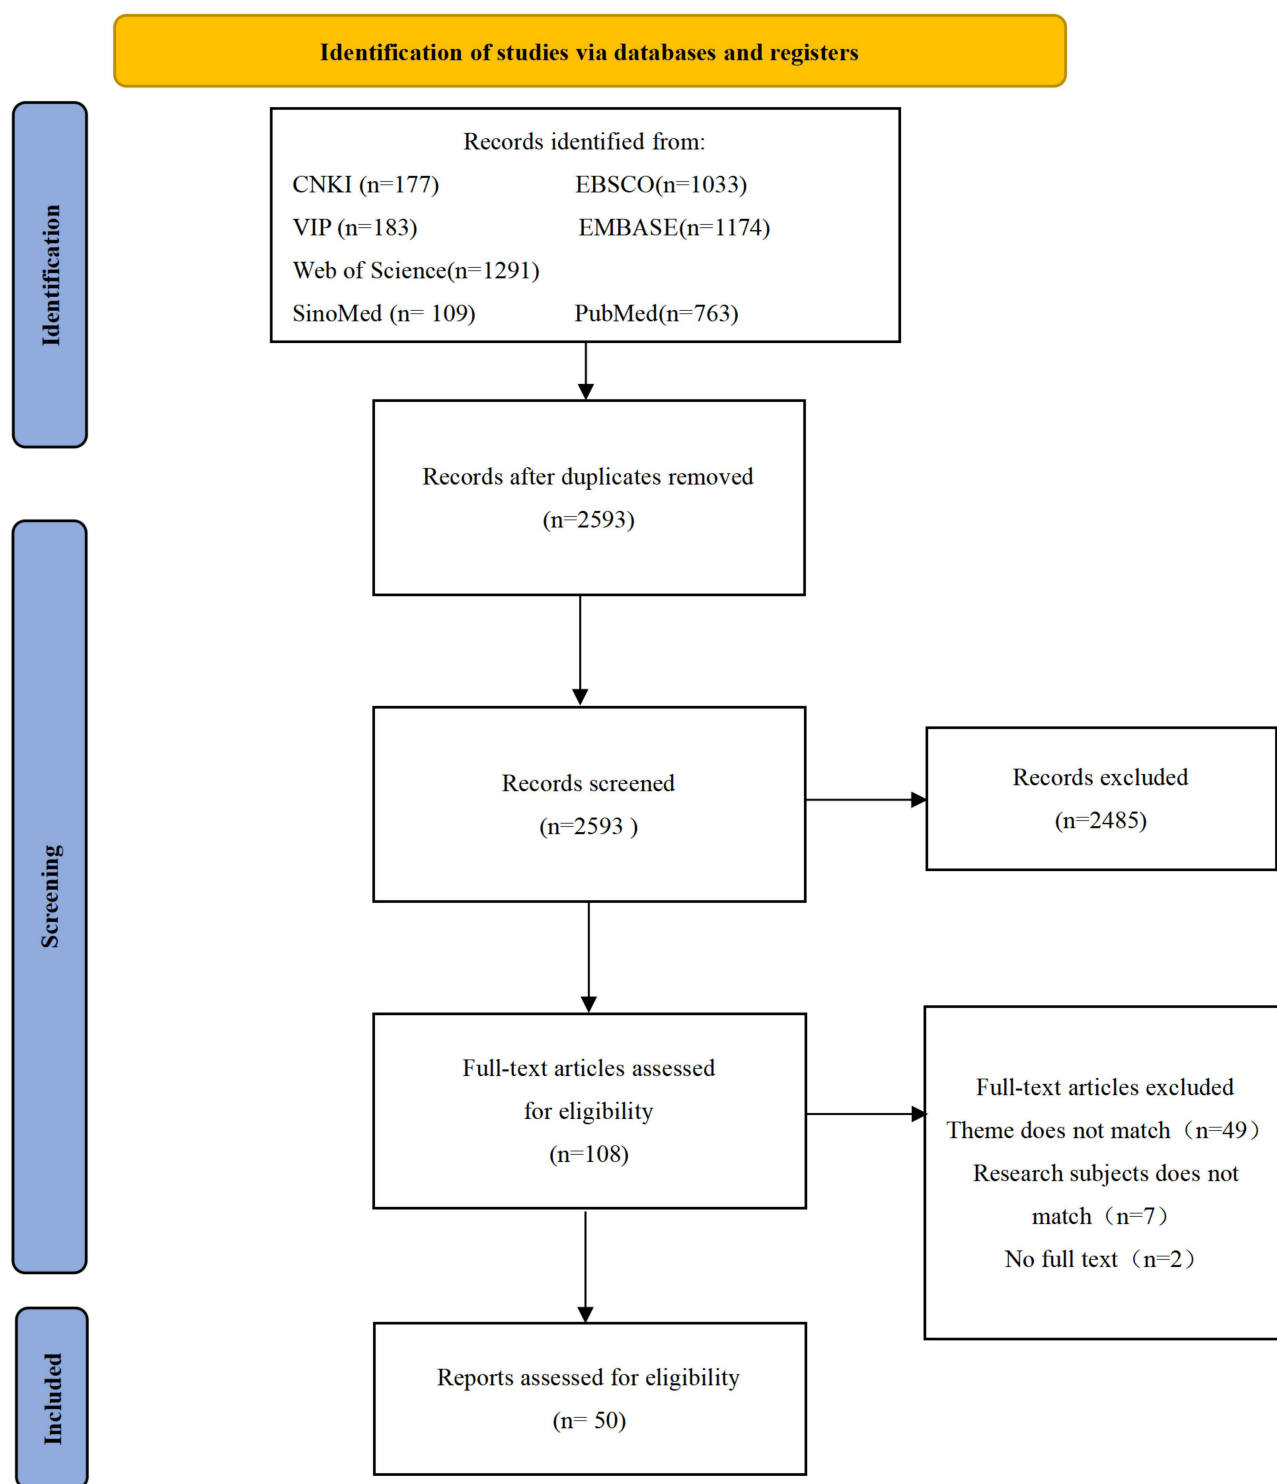 Identification of studies via databases and registers
Identification
Records identified from:
CNKI (n=177) EBSCO(n=1033)
VIP (n=183) EMBASE(n=1174)
Web of Science(n=1291)
SinoMed (n= 109) PubMed(n=763)
Records after duplicates removed
(n=2593)
Screening
Records screened
(n=2593 )
Records excluded
(n=2485)
Full-text articles assessed
for eligibility
(n=108)
Full-text articles excluded
Theme does not match（n=49）
Research subjects does not
match（n=7）
No full text（n=2）
Included
Reports assessed for eligibility
(n= 50)